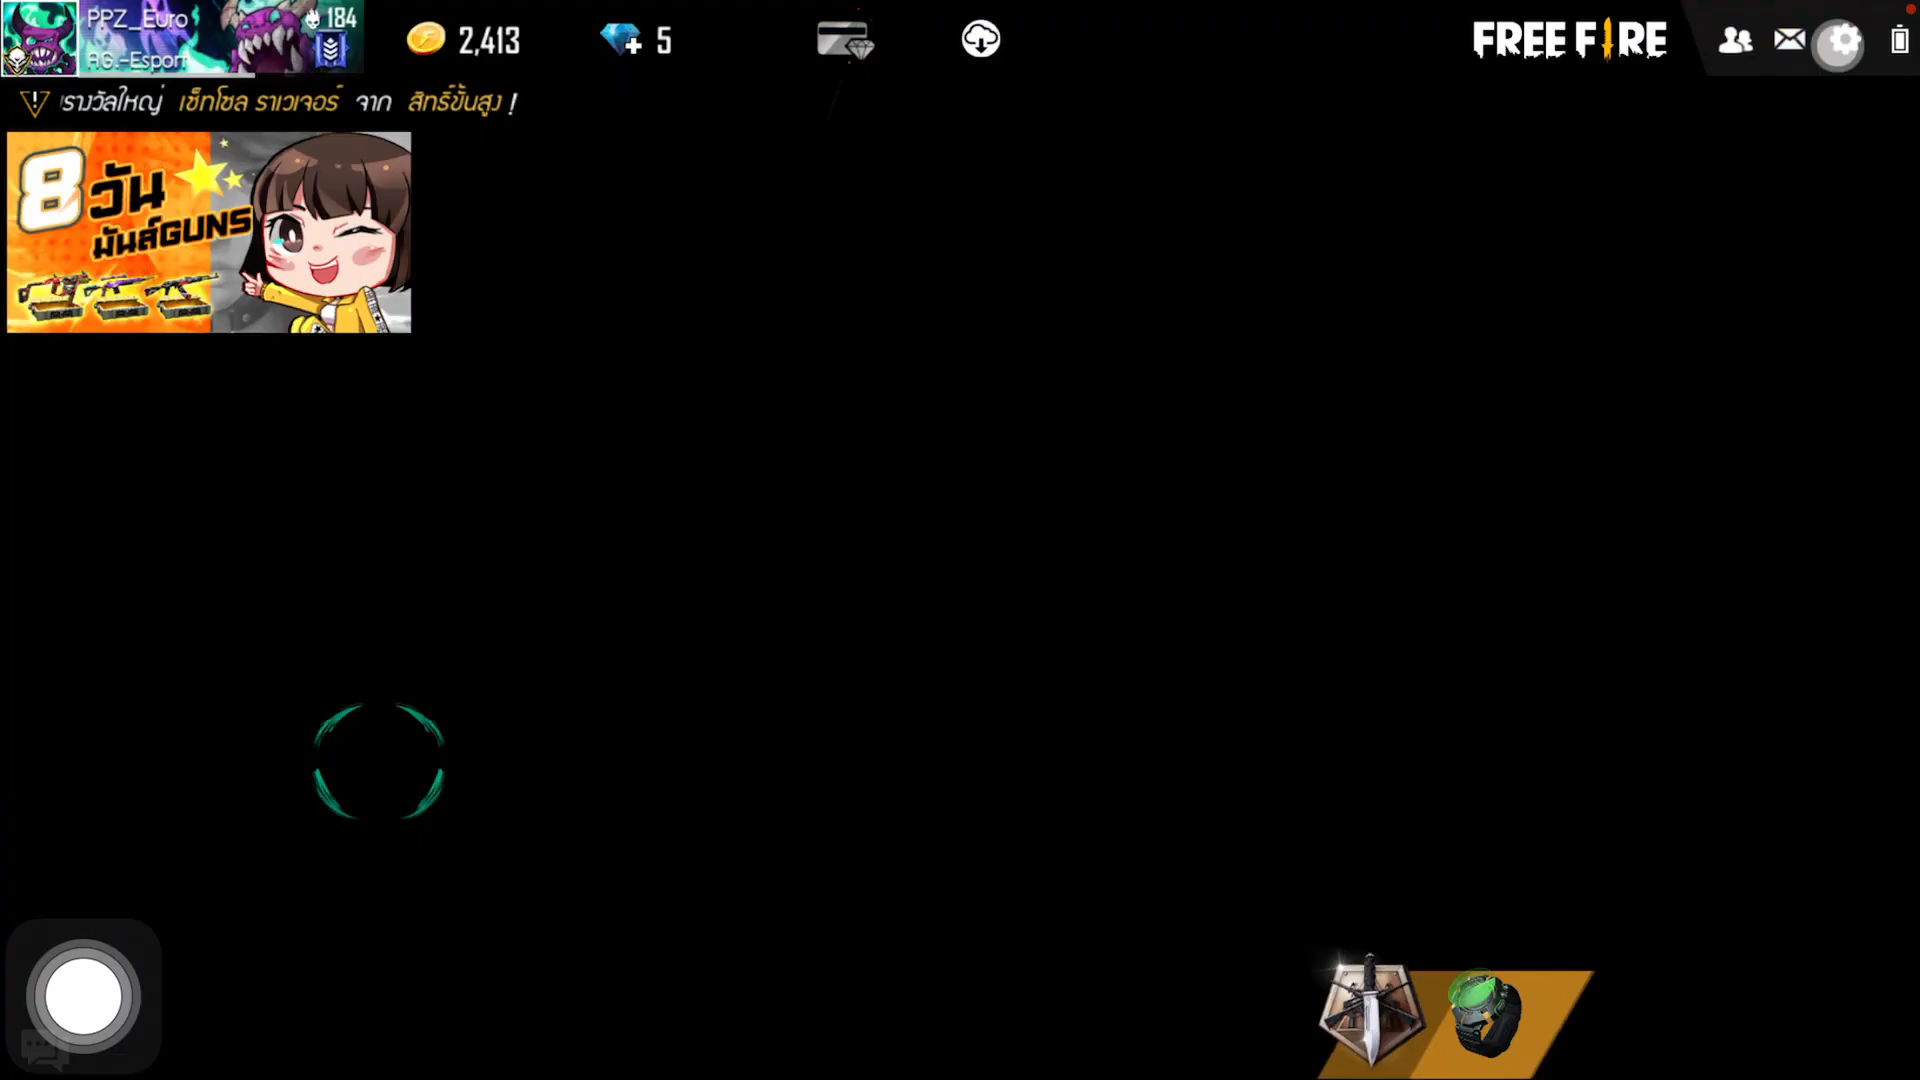 PPZ_Euro
184
AG.-Esport
2,413
5
FREE FIRE
รางวัลใหญ่ เซ็ทโซล ราเวเจอร์ จาก สิทธิ์ขั้นสูง !
8 วัน
มันส์GUNS